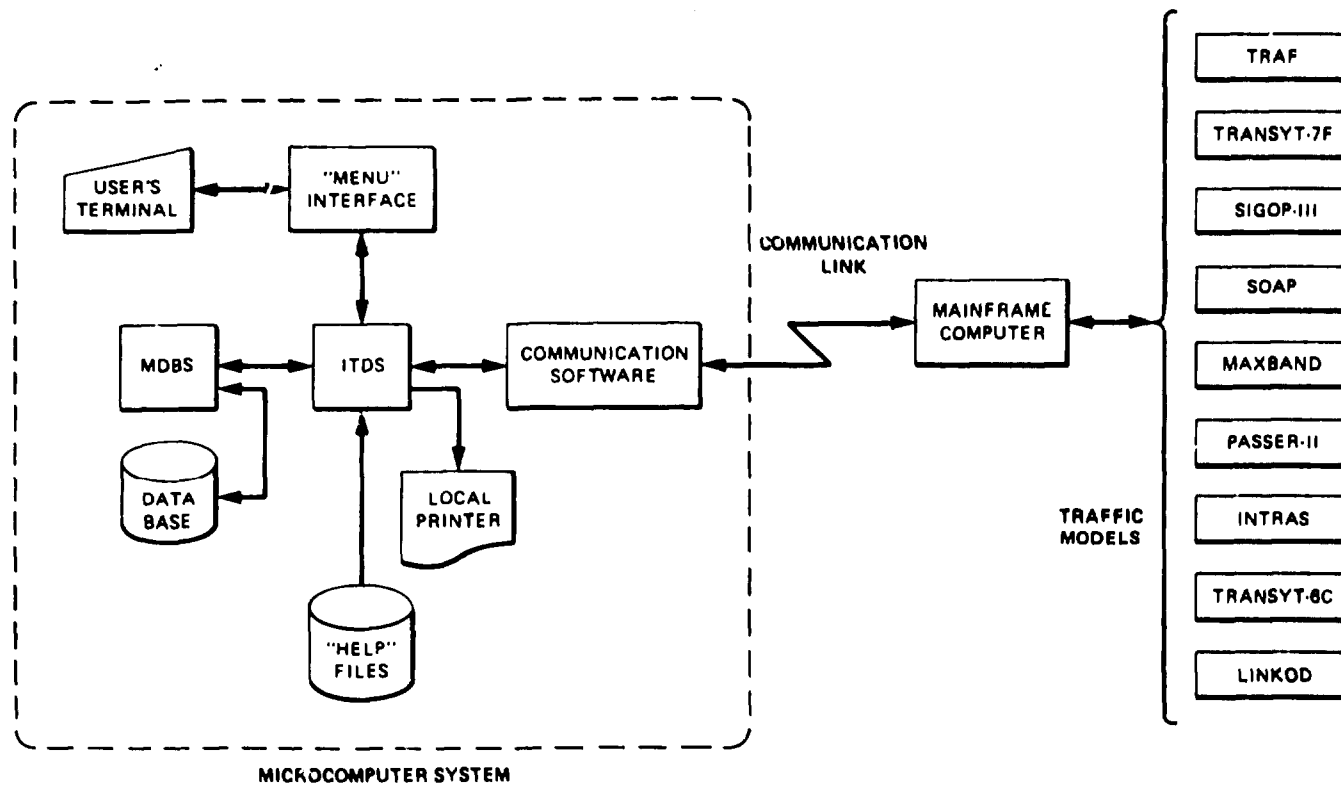 USER'S
TERMINAL
"MENU"
INTERFACE
MDBS
ITDS
COMMUNICATION
SOFTWARE
DATA
BASE
LOCAL
PRINTER
"HELP"
FILES
MICROCOMPUTER SYSTEM
COMMUNICATION
LINK
MAINFRAME
COMPUTER
TRAFFIC
MODELS
TRAF
TRANSYT-7F
SIGOP-III
SOAP
MAXBAND
PASSER-II
INTRAS
TRANSYT-6C
LINKOD